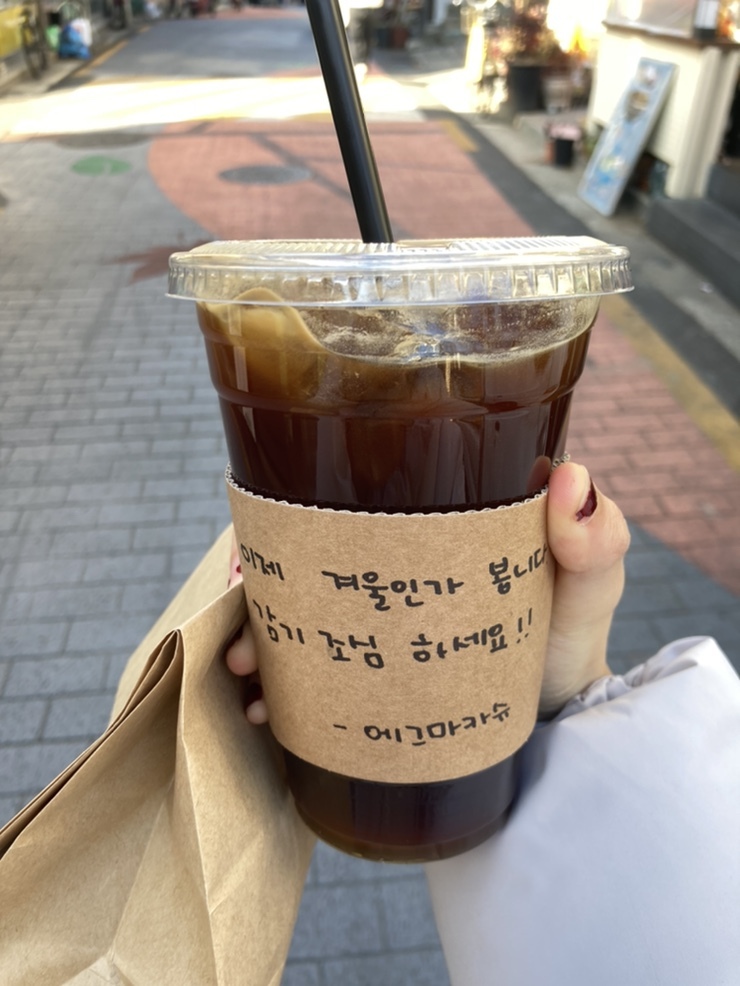 이제 겨울인가 봅니다
감기 조심 하세요!!
- 에그마카슈